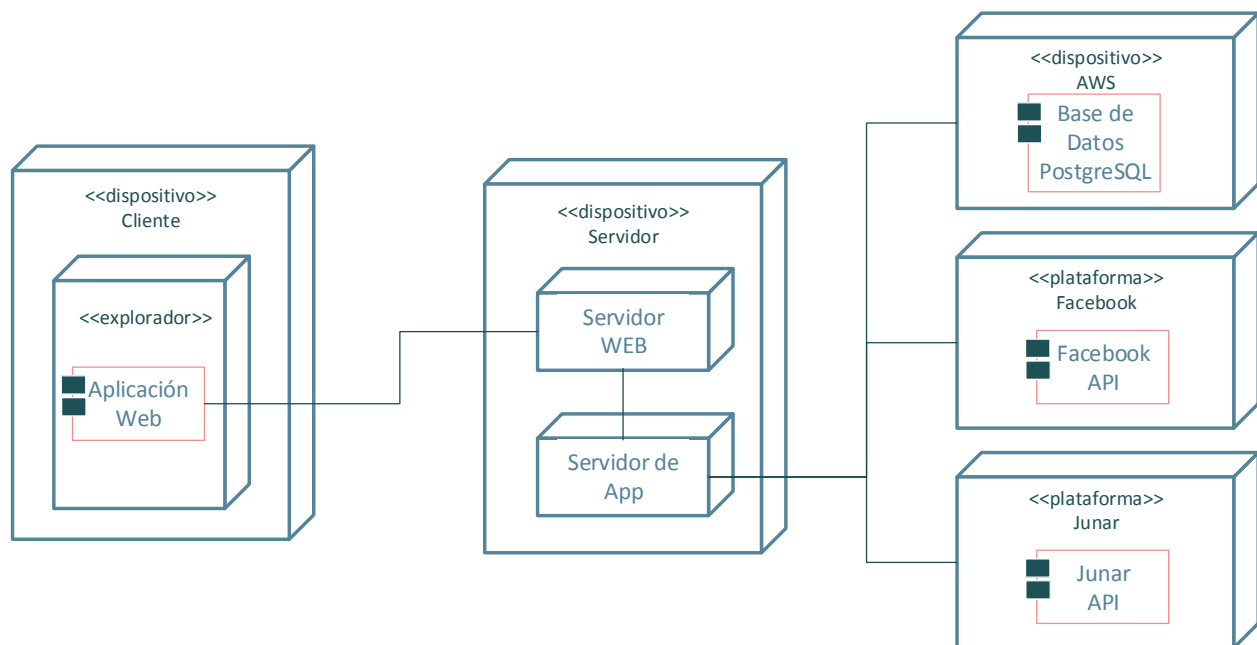 <<dispositivo>>
Cliente
<<explorador>>
Aplicación
Web
<<dispositivo>>
Servidor
Servidor
WEB
Servidor de
App
<<dispositivo>>
AWS
Base de
Datos
PostgreSQL
<<plataforma>>
Facebook
Facebook
API
<<plataforma>>
Junar
Junar
API